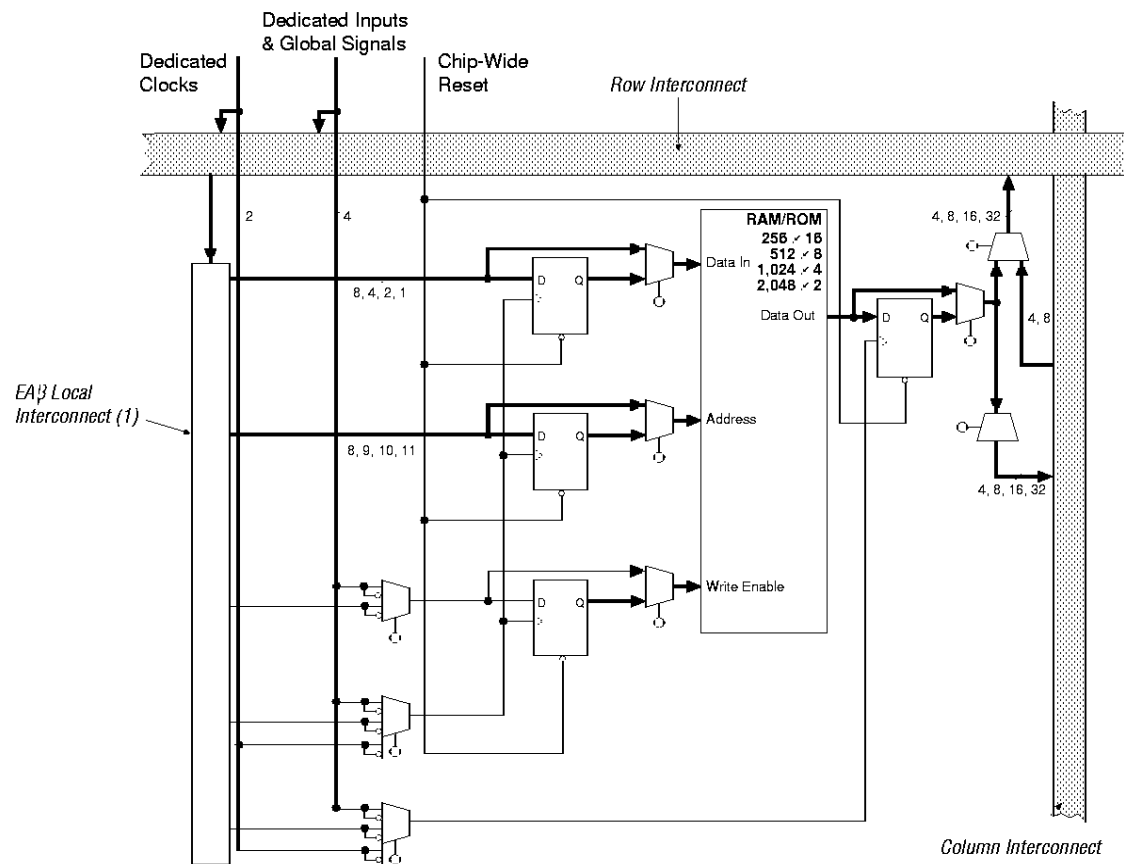 Dedicated Inputs
& Global Signals
Dedicated
Clocks
Chip-Wide
Reset
Row Interconnect
2
4
4, 8, 16, 32
RAM/ROM
256 × 16
512 × 8
1,024 × 4
2,048 × 2
Data In
D
Q
8, 4, 2, 1
Data Out
D
Q
4, 8
EAβ Local
Interconnect (1)
Address
D
Q
8, 9, 10, 11
4, 8, 16, 32
Write Enable
D
Q
Column Interconnect